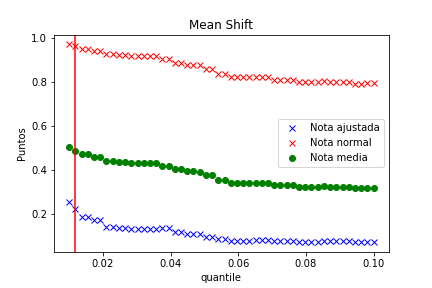 Mean Shift
1.0
0.8
0.6
0.4
0.2
Puntos
Nota ajustada
Nota normal
Nota media
0.02 0.04 0.06 0.08 0.10
quantile